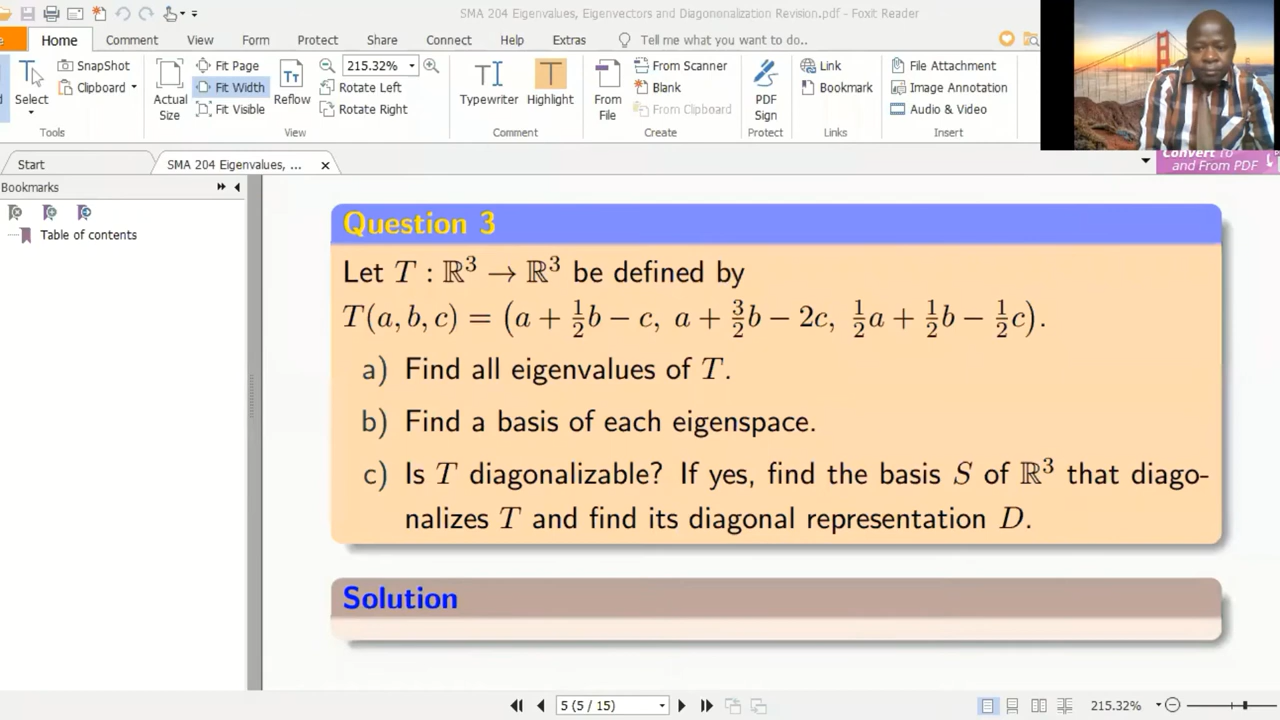 SMA 204 Eigenvalues, Eigenvectors and Diagononalization Revision.pdf - Foxit Reader
Home Comment View Form Protect Share Connect Help Extras Tell me what you want to do..
Select Clipboard SnapShot Actual Size Fit Page Fit Width Fit Visible Reflow 215.32% Rotate Left Rotate Right Typewriter Highlight From File From Scanner Blank From Clipboard PDF Sign Link Bookmark File Attachment Image Annotation Audio & Video
Tools View Comment Create Protect Links Insert
Start SMA 204 Eigenvalues, ... and From PDF
Bookmarks
Table of contents
Question 3
Let T : ℝ³ → ℝ³ be defined by
T(a, b, c) = (a + ½b − c, a + 3/2b − 2c, ½a + ½b − ½c).
a) Find all eigenvalues of T.
b) Find a basis of each eigenspace.
c) Is T diagonalizable? If yes, find the basis S of ℝ³ that diago-
nalizes T and find its diagonal representation D.
Solution
5 (5 / 15) 215.32%